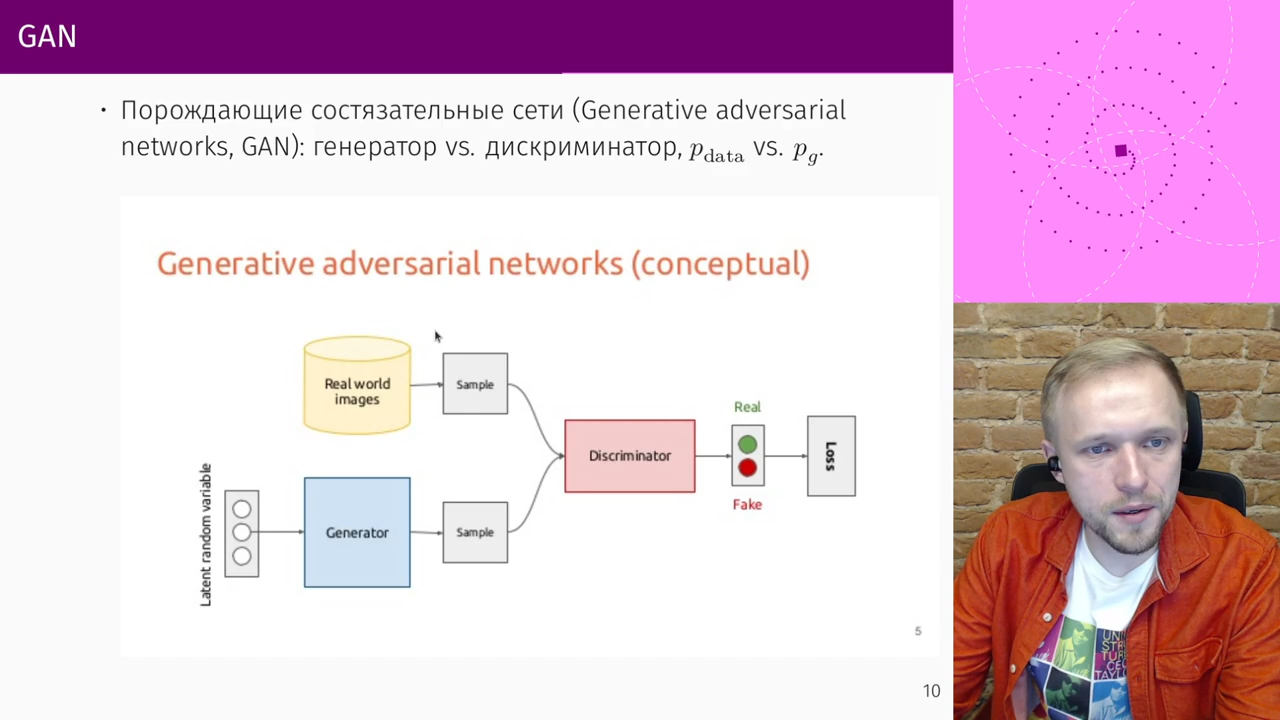 GAN
• Порождающие состязательные сети (Generative adversarial
networks, GAN): генератор vs. дискриминатор, p_data vs. p_g.
Generative adversarial networks (conceptual)
Real world
images
Sample
Latent random variable
Generator
Sample
Discriminator
Real
Fake
Loss
5
10